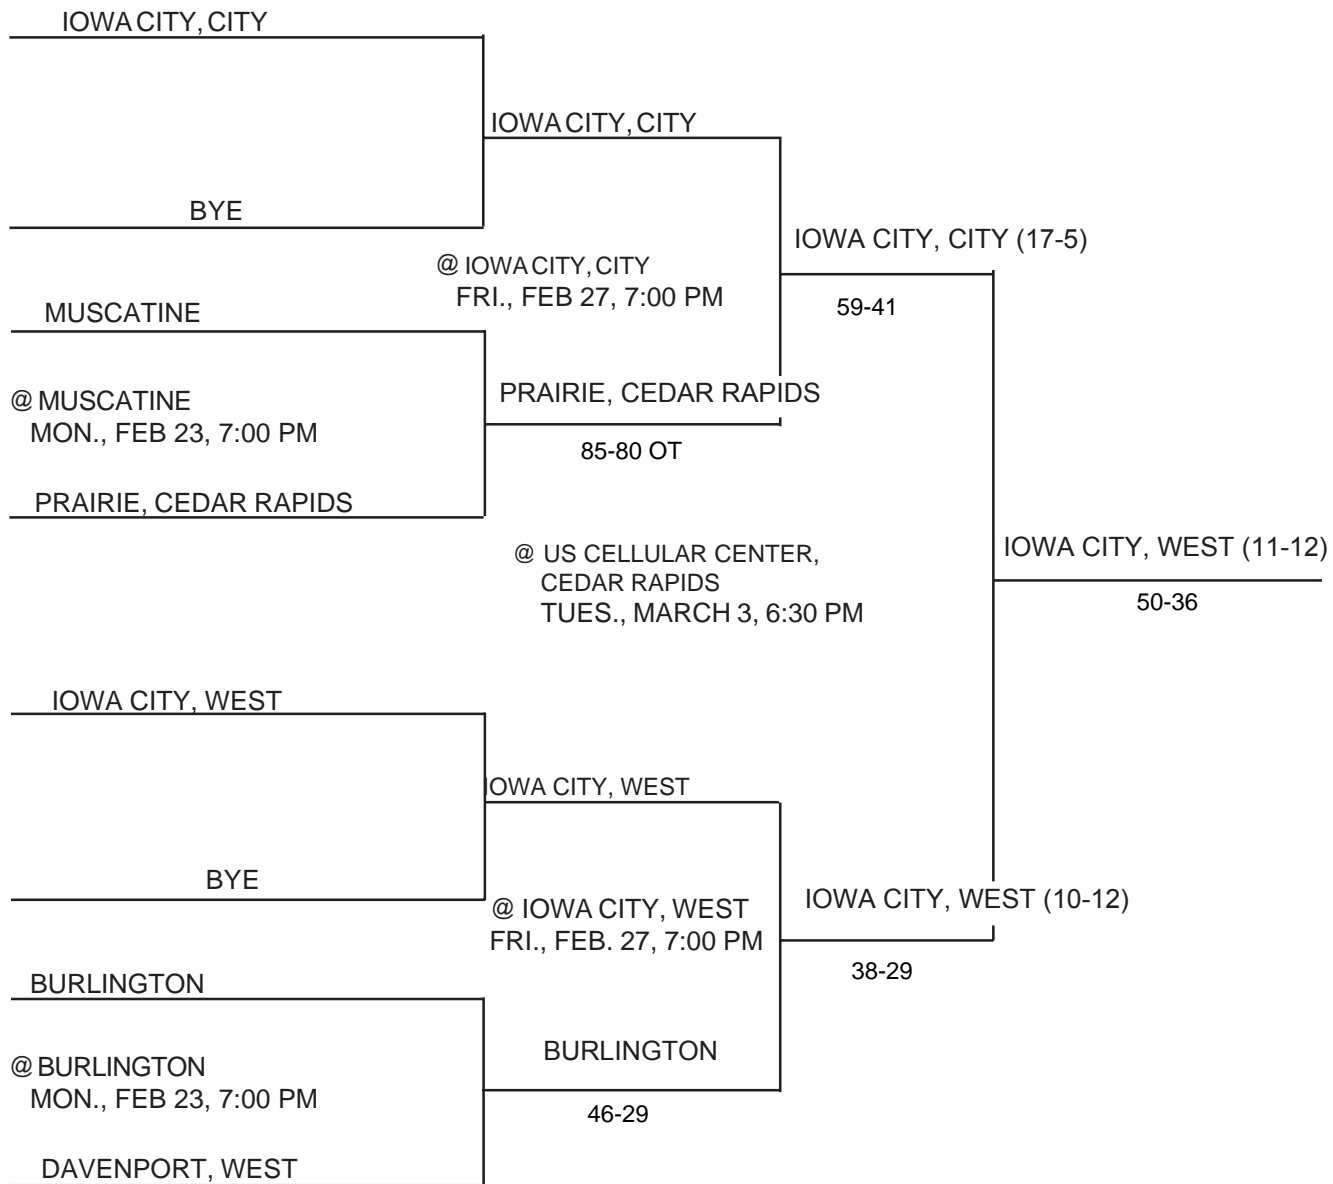 IOWA CITY, CITY
IOWA CITY, CITY
BYE
IOWA CITY, CITY (17-5)
@ IOWA CITY, CITY
FRI., FEB 27, 7:00 PM
59-41
MUSCATINE
@ MUSCATINE
MON., FEB 23, 7:00 PM
PRAIRIE, CEDAR RAPIDS
85-80 OT
PRAIRIE, CEDAR RAPIDS
@ US CELLULAR CENTER,
CEDAR RAPIDS
TUES., MARCH 3, 6:30 PM
IOWA CITY, WEST (11-12)
50-36
IOWA CITY, WEST
IOWA CITY, WEST
BYE
@ IOWA CITY, WEST
FRI., FEB. 27, 7:00 PM
IOWA CITY, WEST (10-12)
38-29
BURLINGTON
@ BURLINGTON
MON., FEB 23, 7:00 PM
BURLINGTON
46-29
DAVENPORT, WEST